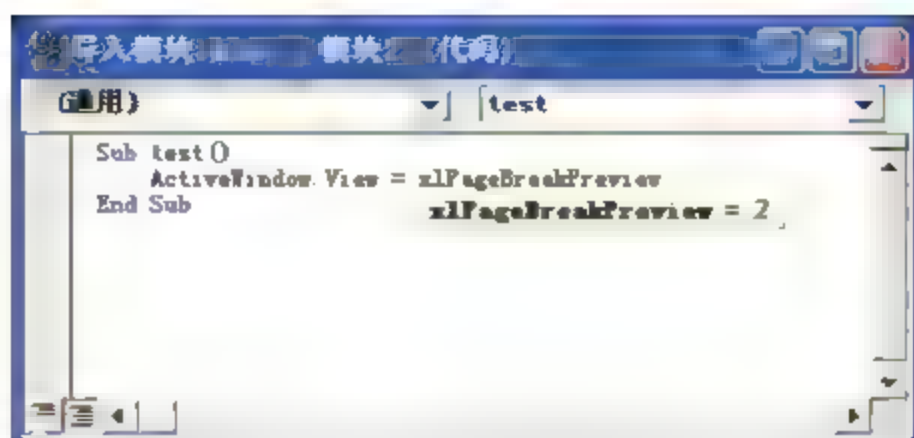 导入模块 模块 (代码)
(通用) test
Sub test()
ActiveWindow.View = xlPageBreakPreview
End Sub
xlPageBreakPreview = 2